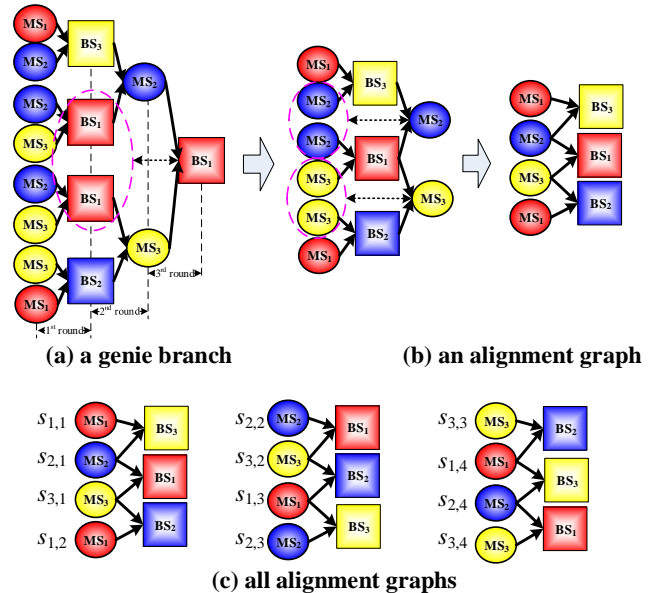 MS₁
MS₂
MS₂
MS₃
MS₂
MS₃
MS₃
MS₁
BS₃
BS₁
BS₁
BS₂
MS₂
MS₃
BS₁
1ˢᵗ round
2ⁿᵈ round
3ʳᵈ round
(a) a genie branch
MS₁
MS₂
MS₂
MS₃
MS₃
MS₁
BS₃
BS₁
BS₂
MS₂
MS₃
MS₁
MS₂
MS₃
MS₁
BS₃
BS₁
BS₂
(b) an alignment graph
s₁,₁ MS₁
s₂,₁ MS₂
s₃,₁ MS₃
s₁,₂ MS₁
BS₃
BS₁
BS₂
s₂,₂ MS₂
s₃,₂ MS₃
s₁,₃ MS₁
s₂,₃ MS₂
BS₁
BS₂
BS₃
s₃,₃ MS₃
s₁,₄ MS₁
s₂,₄ MS₂
s₃,₄ MS₃
BS₂
BS₃
BS₁
(c) all alignment graphs